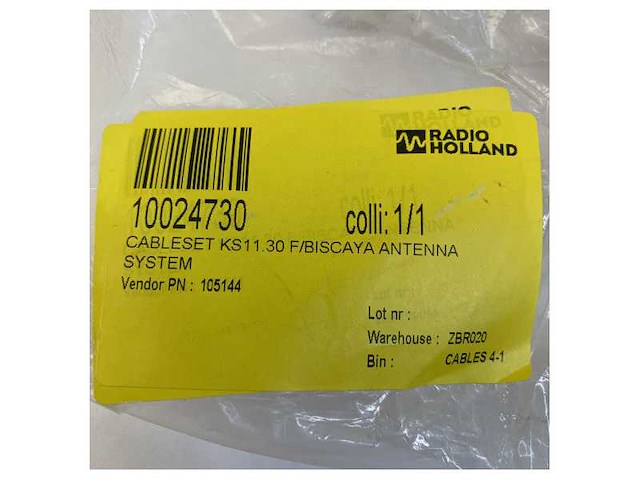 RADIO
HOLLAND
10024730 colli: 1/1
CABLESET KS11.30 F/BISCAYA ANTENNA
SYSTEM
Vendor PN : 105144
Lot nr :
Warehouse : ZBR020
Bin : CABLES 4-1